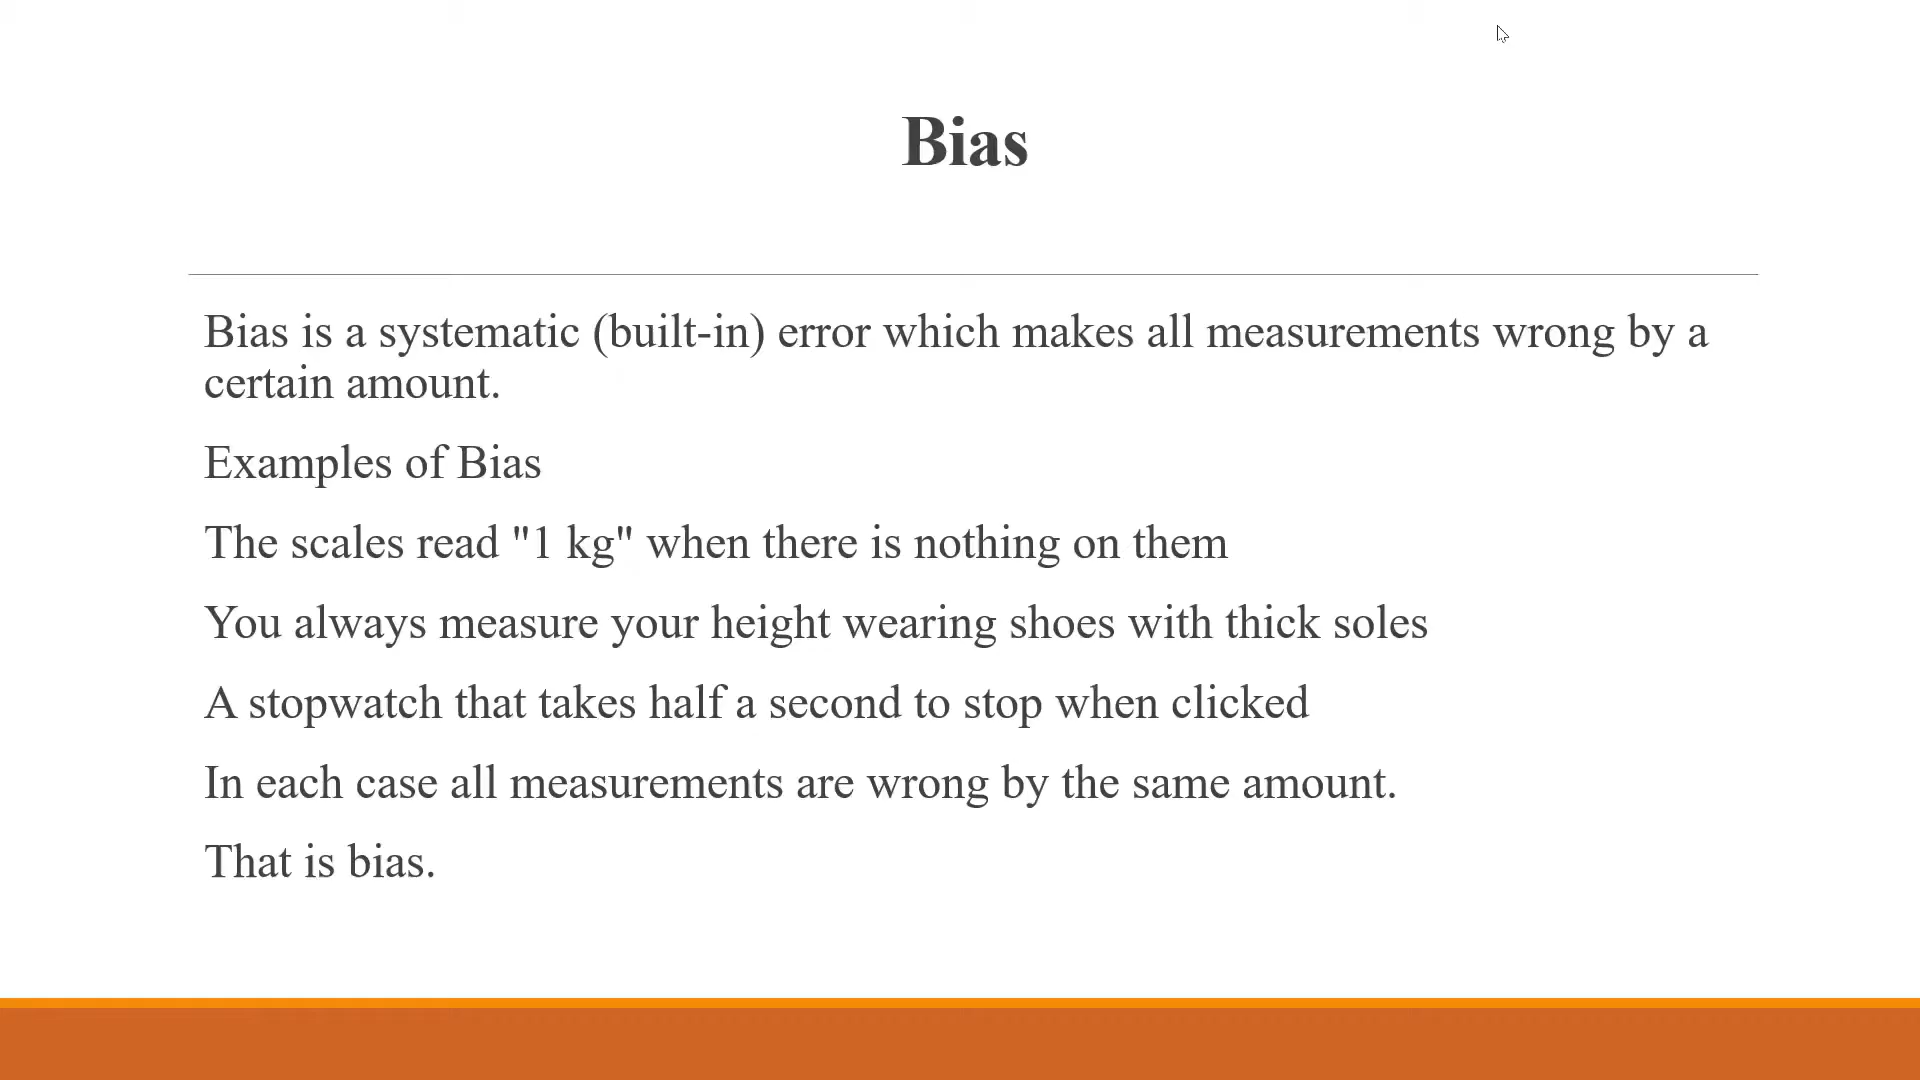 Bias
Bias is a systematic (built-in) error which makes all measurements wrong by a
certain amount.
Examples of Bias
The scales read "1 kg" when there is nothing on them
You always measure your height wearing shoes with thick soles
A stopwatch that takes half a second to stop when clicked
In each case all measurements are wrong by the same amount.
That is bias.